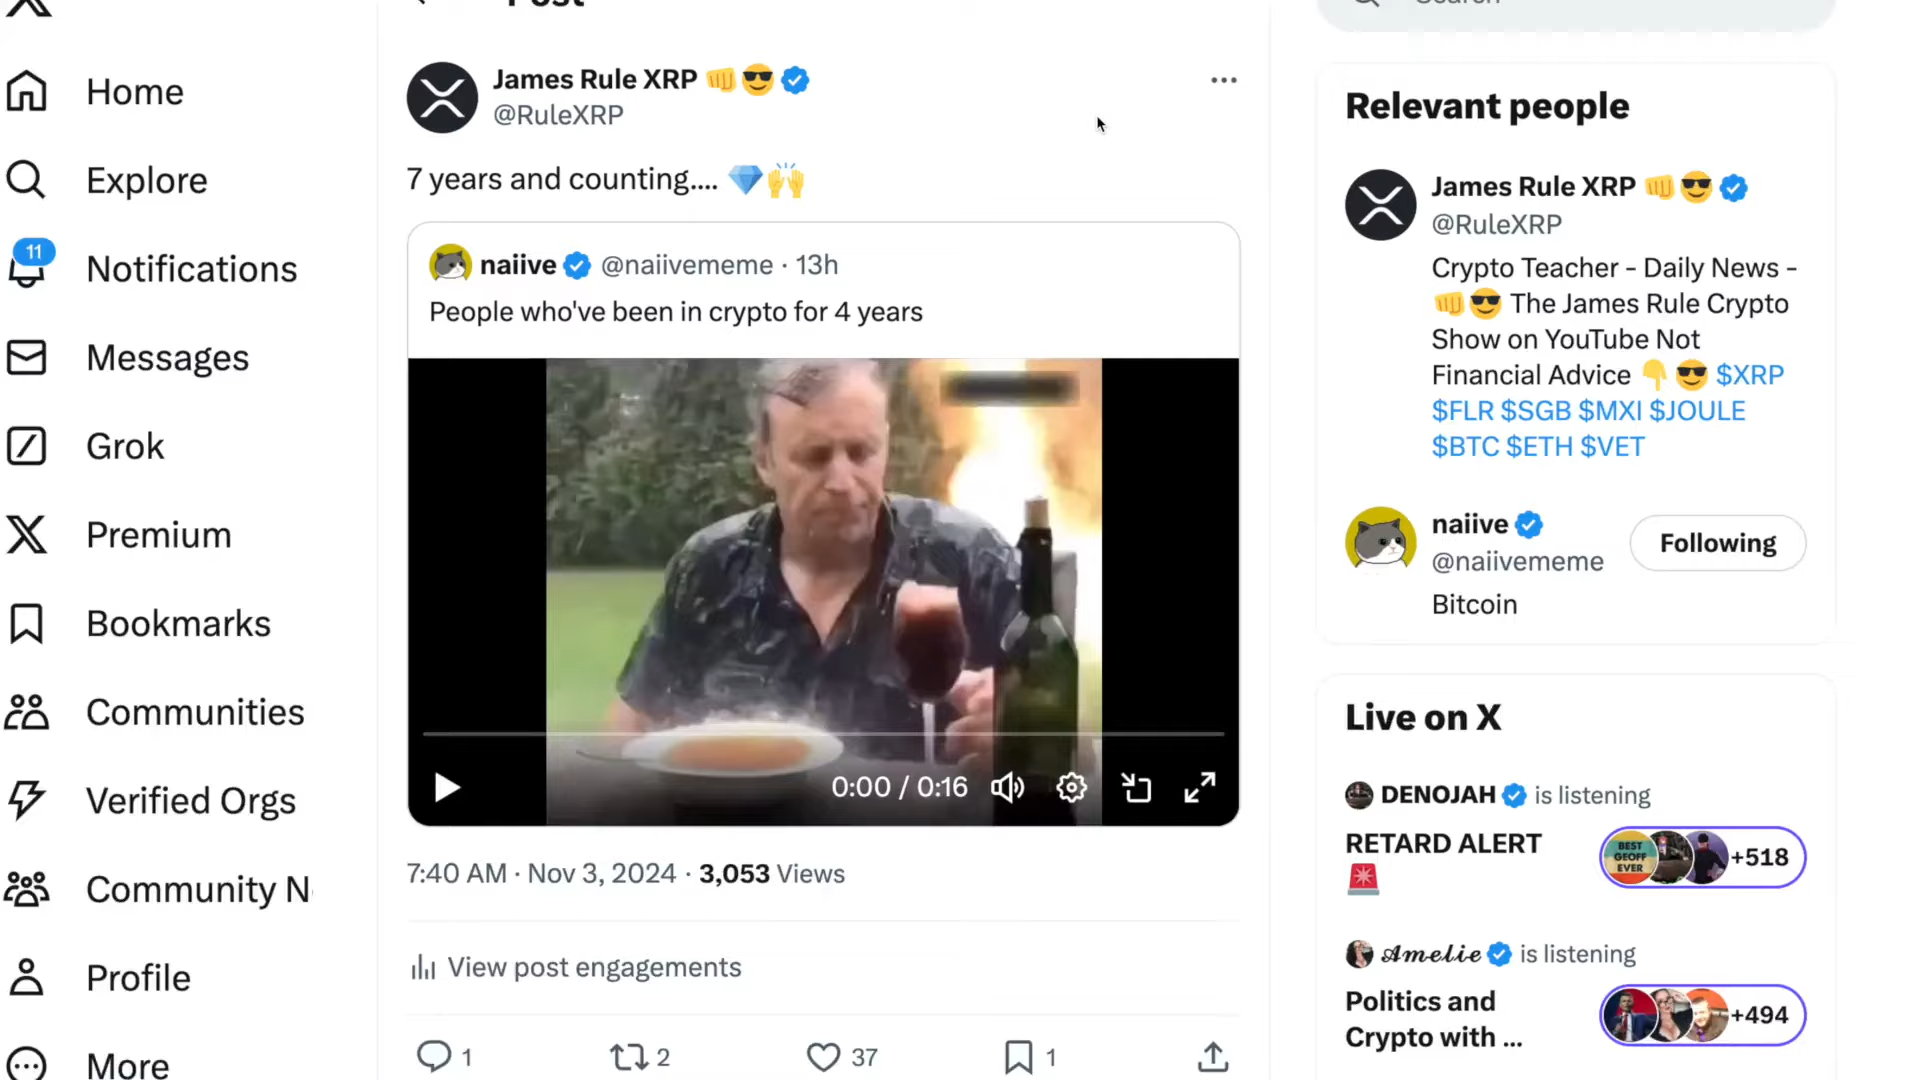 Post
Search
Home
Explore
11
Notifications
Messages
Grok
Premium
Bookmarks
Communities
Verified Orgs
Community N
Profile
More
James Rule XRP 👊😎
@RuleXRP
7 years and counting.... 💎🙌
naiive @naiivememe · 13h
People who've been in crypto for 4 years
0:00 / 0:16
7:40 AM · Nov 3, 2024 · 3,053 Views
View post engagements
1
2
37
1
Relevant people
James Rule XRP 👊😎
@RuleXRP
Crypto Teacher - Daily News -
👊😎 The James Rule Crypto
Show on YouTube Not
Financial Advice 👇😎 $XRP
$FLR $SGB $MXI $JOULE
$BTC $ETH $VET
naiive
@naiivememe
Following
Bitcoin
Live on X
DENOJAH is listening
RETARD ALERT
🚨
BEST
GEOFF
EVER
+518
𝓐𝓶𝓮𝓵𝓲𝓮 is listening
Politics and
Crypto with ...
+494